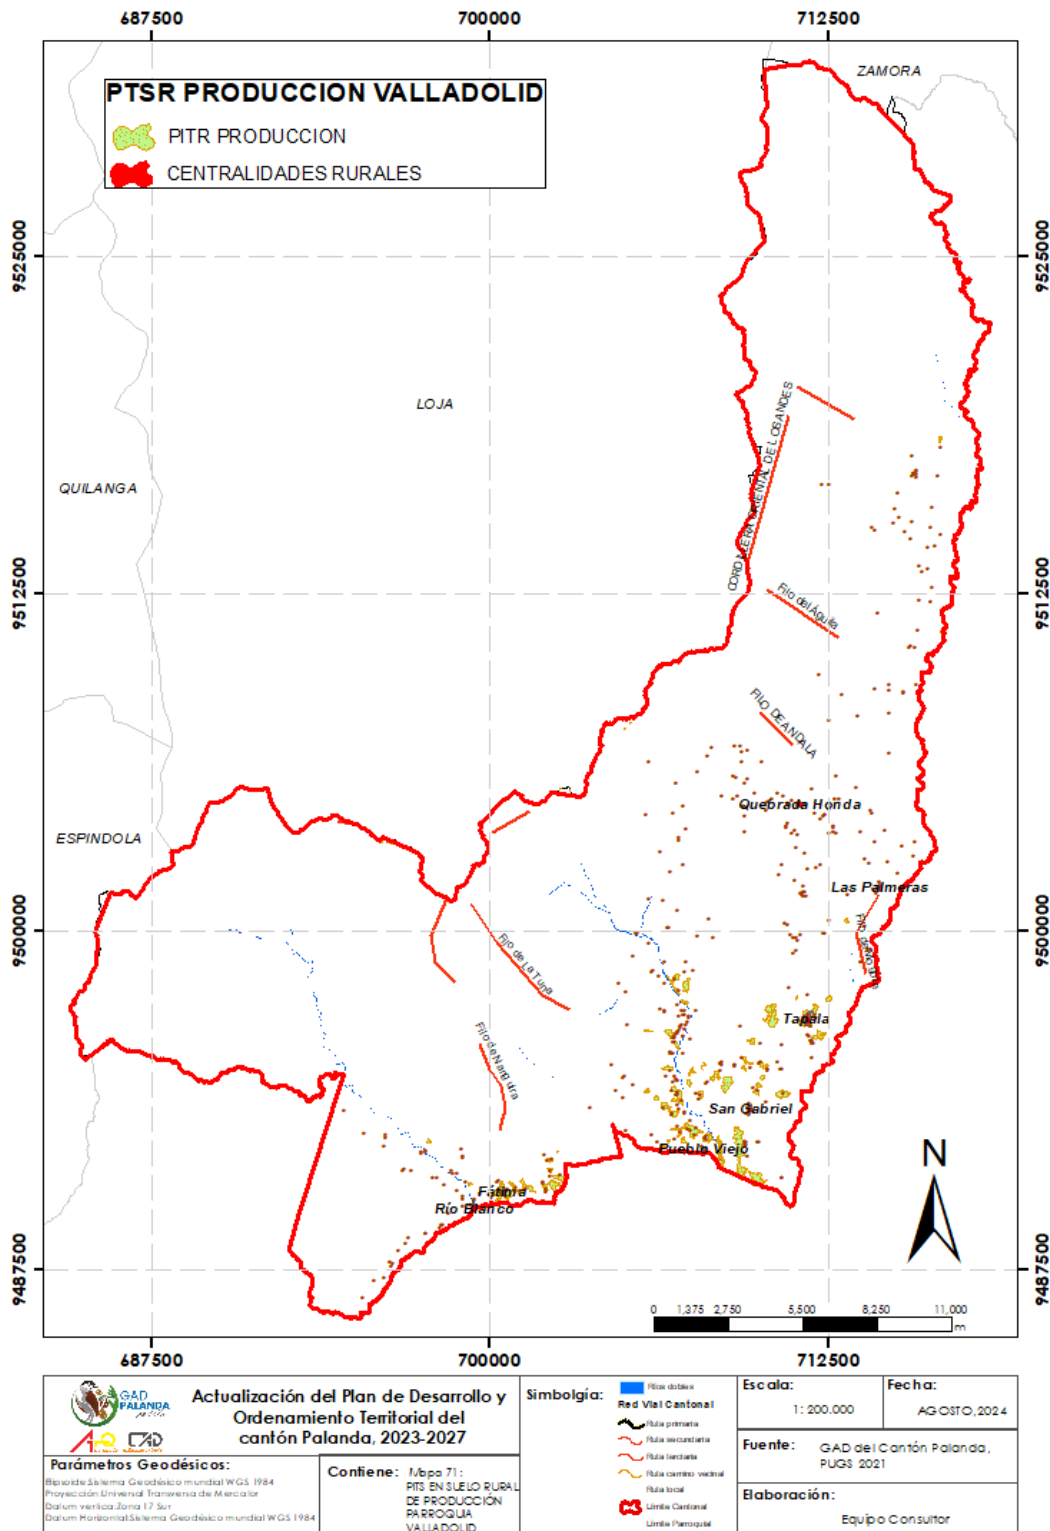 687500 700000 712500
ZAMORA
PTSR PRODUCCION VALLADOLID
PITR PRODUCCION
CENTRALIDADES RURALES
9525000 9525000
LOJA
CORDILLERA ORIENTAL DE LOS ANDES
QUILANGA
9512500 9512500
Filo del Aguila
FILO DE ANDALA
Quebrada Honda
ESPINDOLA
Las Palmeras
9500000 9500000
Filo de La Tuna
Tapala
San Gabriel
Pueblo Viejo
Fátima
Río Blanco
N
9487500 9487500
0 1,375 2,750 5,500 8,250 11,000
m
687500 700000 712500
GAD
PALANDA
Actualización del Plan de Desarrollo y
Ordenamiento Territorial del
cantón Palanda, 2023-2027
Parámetros Geodésicos:
Elipsoide Sistema Geodésico mundial WGS 1984
Proyección Universal Transversa de Mercator
Datum vertical: Zona 17 Sur
Datum Horizontal: Sistema Geodésico mundial WGS 1984
Contiene: Mapa 71:
PITS EN SUELO RURAL
DE PRODUCCIÓN
PARROQUIA
VALLADOLID
Simbolgía:
Ríos dobles
Red Vial Cantonal
Ruta primaria
Ruta secundaria
Ruta terciaria
Ruta camino vecinal
Ruta local
Límite Cantonal
Límite Parroquial
Escala:
1: 200.000
Fecha:
AGOSTO,2024
Fuente: GAD del Cantón Palanda,
PUGS 2021
Elaboración:
Equipo Consultor